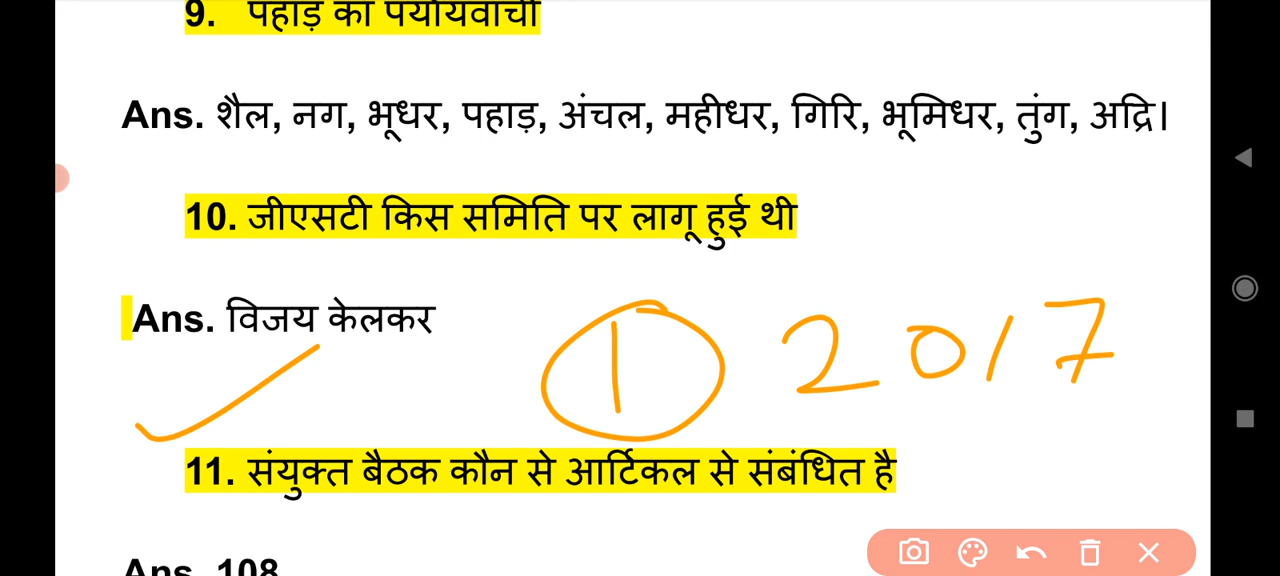 9. पहाड़ का पर्यायवाची
Ans. शैल, नग, भूधर, पहाड़, अंचल, महीधर, गिरि, भूमिधर, तुंग, अद्रि।
10. जीएसटी किस समिति पर लागू हुई थी
Ans. विजय केलकर
1 2017
11. संयुक्त बैठक कौन से आर्टिकल से संबंधित है
Ans. 108